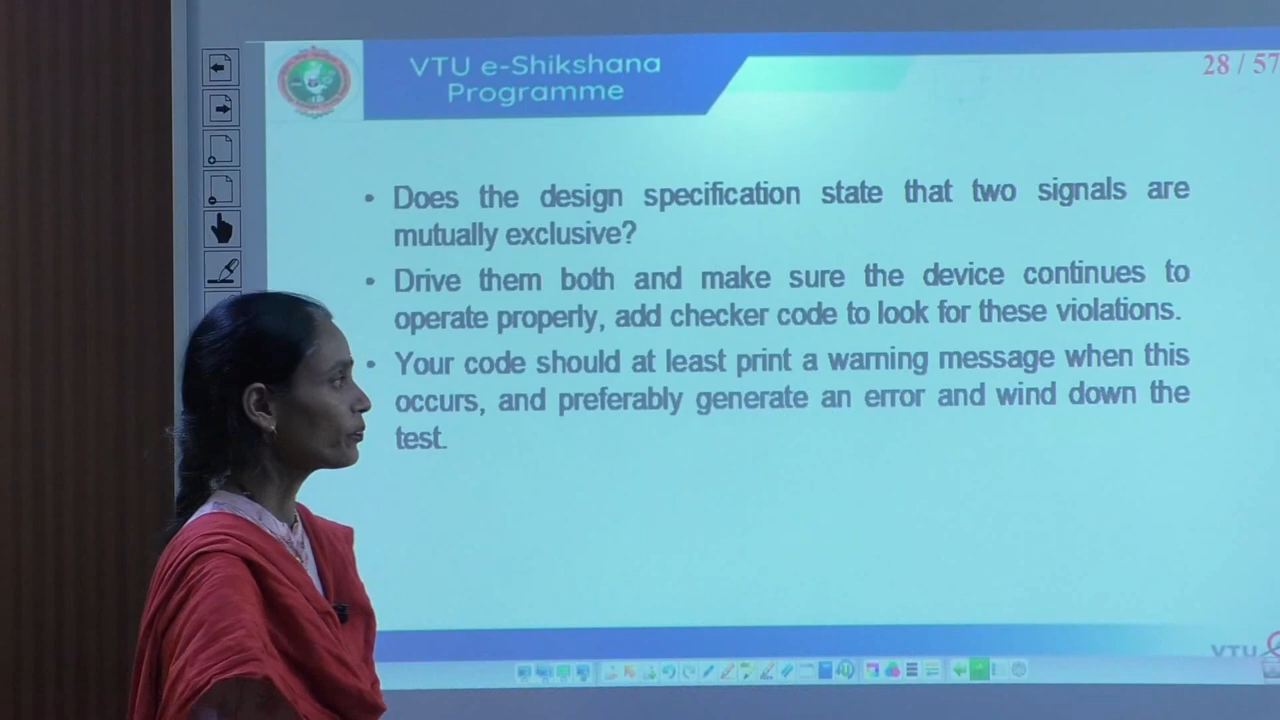 VTU e-Shikshana
Programme
28 / 57
• Does the design specification state that two signals are
mutually exclusive?
• Drive them both and make sure the device continues to
operate properly, add checker code to look for these violations.
• Your code should at least print a warning message when this
occurs, and preferably generate an error and wind down the
test.
VTU